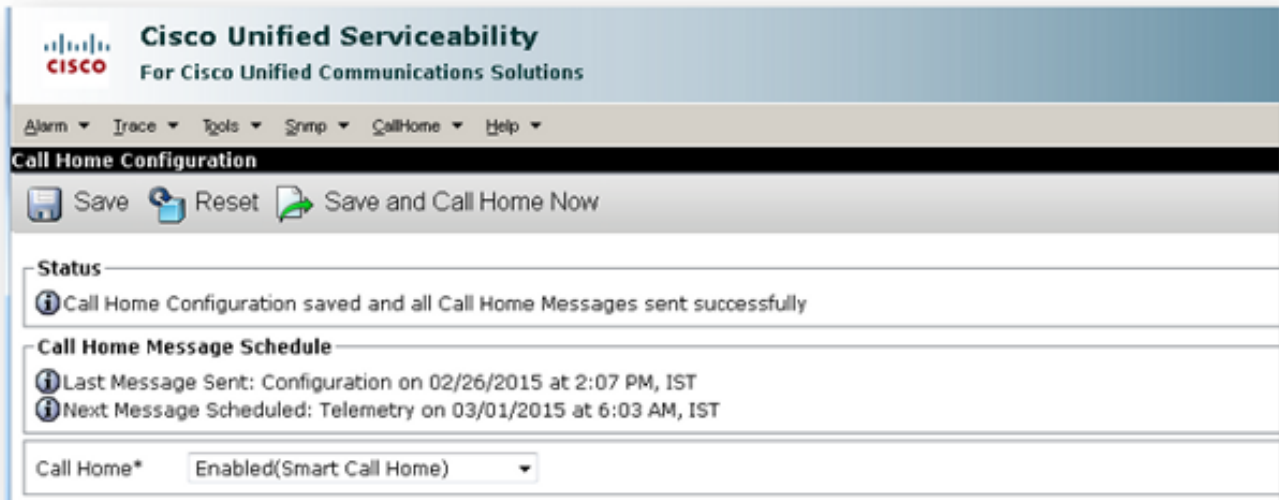 Cisco Unified Serviceability
CISCO
For Cisco Unified Communications Solutions
Alarm Trace Tools Snmp CallHome Help
Call Home Configuration
Save Reset Save and Call Home Now
Status
Call Home Configuration saved and all Call Home Messages sent successfully
Call Home Message Schedule
Last Message Sent: Configuration on 02/26/2015 at 2:07 PM, IST
Next Message Scheduled: Telemetry on 03/01/2015 at 6:03 AM, IST
Call Home* Enabled(Smart Call Home)